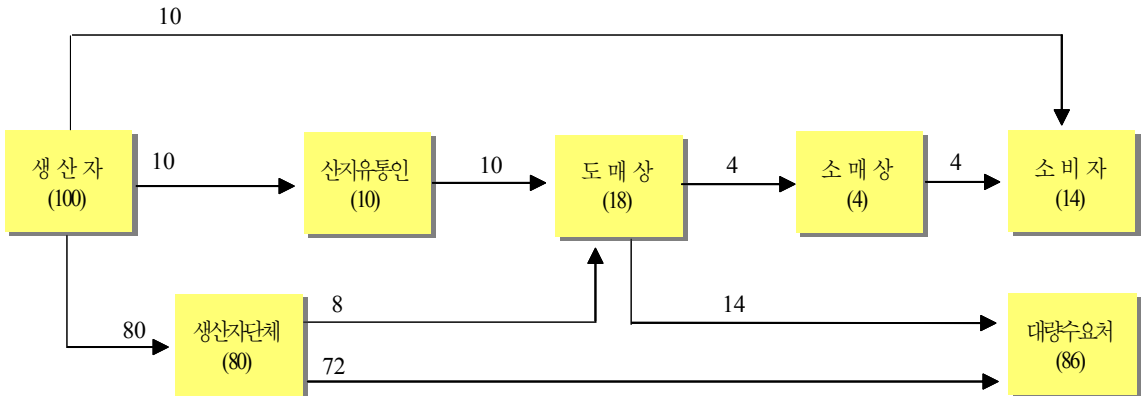 10
생 산 자
(100)
10
산지유통인
(10)
10
도 매 상
(18)
4
소 매 상
(4)
4
소 비 자
(14)
80
생산자단체
(80)
8
72
14
대량수요처
(86)